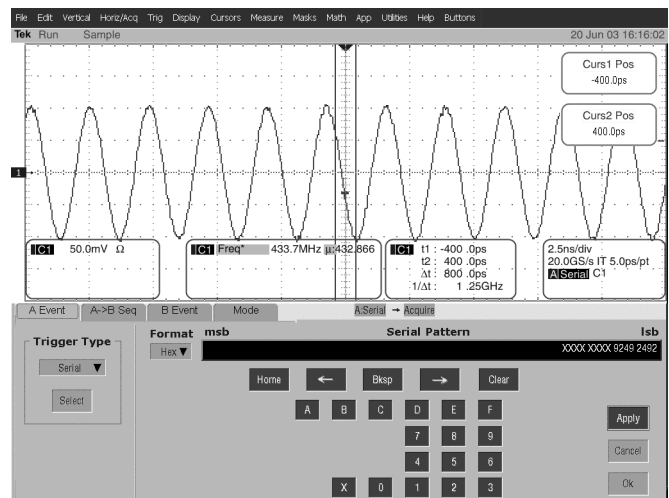 File Edit Vertical Horiz/Acq Trig Display Cursors Measure Masks Math App Utilities Help Buttons
Tek Run Sample 20 Jun 03 16:16:02
Curs1 Pos
-400.0ps
Curs2 Pos
400.0ps
1
C1 50.0mV Ω
C1 Freq* 433.7MHz µ:432.866
C1 t1: -400 .0ps
t2: 400 .0ps
Δt: 800 .0ps
1/Δt: 1 .25GHz
2.5ns/div
20.0GS/s IT 5.0ps/pt
A Serial C1
A Event A->B Seq B Event Mode A:Serial → Acquire
Trigger Type
Serial ▼
Select
Format msb Serial Pattern lsb
Hex ▼ XXXX XXXX 9249 2492
Home ← Bksp → Clear
A B C D E F
7 8 9
4 5 6
X 0 1 2 3
Apply
Cancel
Ok